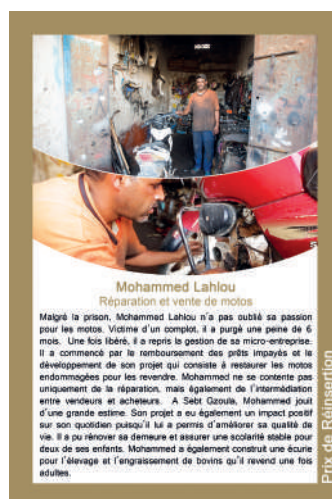 Mohammed Lahlou
Réparation et vente de motos
Malgré la prison, Mohammed Lahlou n'a pas oublié sa passion
pour les motos. Victime d'un complot, il a purgé une peine de 6
mois. Une fois libéré, il a repris la gestion de sa micro-entreprise.
Il a commencé par le remboursement des prêts impayés et le
développement de son projet qui consiste à restaurer les motos
endommagées pour les revendre. Mohammed ne se contente pas
uniquement de la réparation, mais également de l'intermédiation
entre vendeurs et acheteurs. A Sebt Gzoula, Mohammed jouit
d'une grande estime. Son projet a eu également un impact positif
sur son quotidien puisqu'il lui a permis d'améliorer sa qualité de
vie. Il a pu rénover sa demeure et assurer une scolarité stable pour
deux de ses enfants. Mohammed a également construit une écurie
pour l'élevage et l'engraissement de bovins qu'il revend une fois
adultes.
Prix de Réinsertion